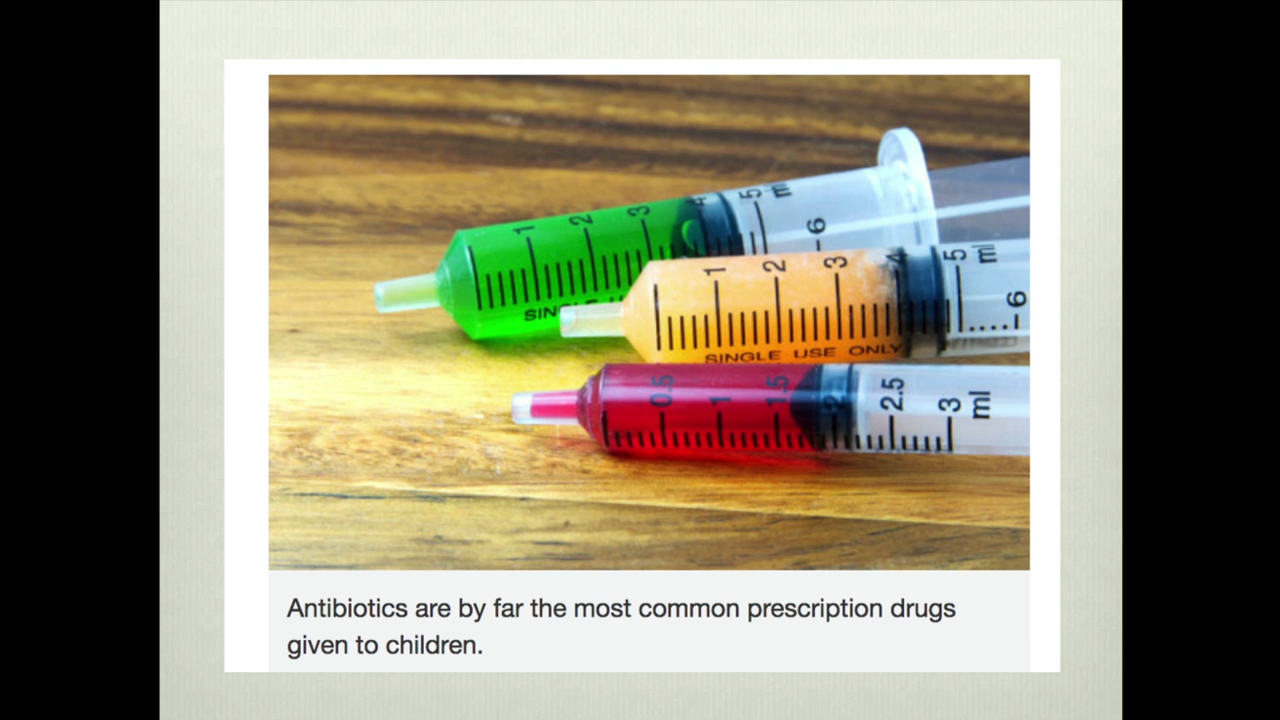 1 2 3 4 5 ml
6
SIN
1 2 3 4 5 ml
6
SINGLE USE ONLY
0.5 1 1.5 2 2.5 3 ml
Antibiotics are by far the most common prescription drugs
given to children.